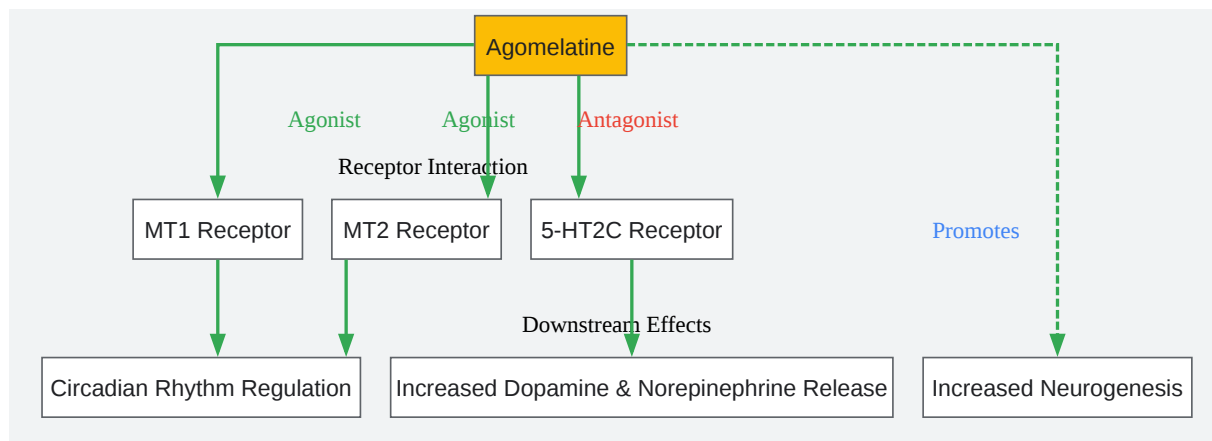 Agomelatine
Agonist
Agonist
Antagonist
Receptor Interaction
MT1 Receptor
MT2 Receptor
5-HT2C Receptor
Promotes
Downstream Effects
Circadian Rhythm Regulation
Increased Dopamine & Norepinephrine Release
Increased Neurogenesis